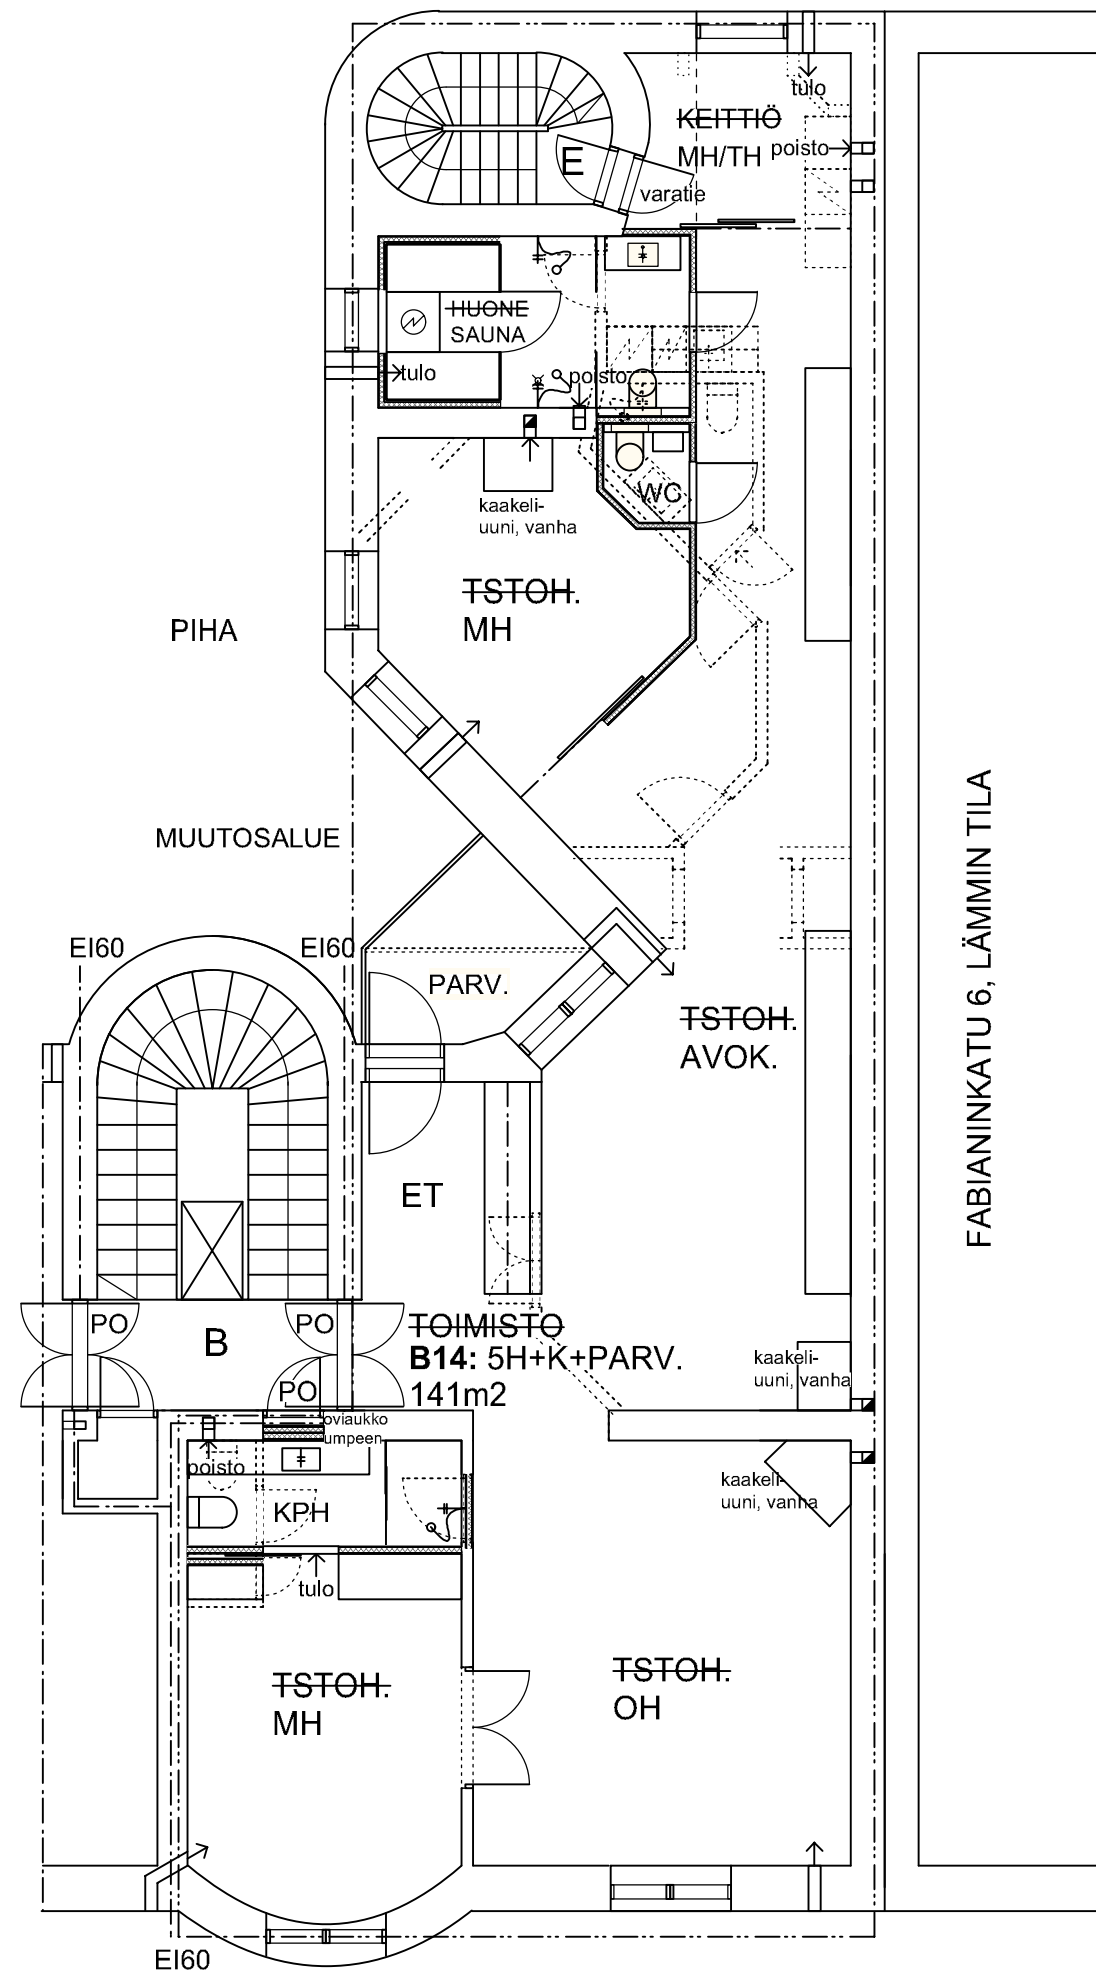 tulo
KEITTIÖ
MH/TH
poisto
E
varatie
HUONE
SAUNA
tulo
poisto
WC
kaakeli-
uuni, vanha
TSTOH.
MH
PIHA
MUUTOSALUE
EI60
EI60
PARV.
TSTOH.
AVOK.
FABIANINKATU 6, LÄMMIN TILA
ET
PO
B
PO
TOIMISTO
B14: 5H+K+PARV.
141m2
PO
kaakeli-
uuni, vanha
oviaukko
umpeen
poisto
KPH
kaakeli-
uuni, vanha
tulo
TSTOH.
MH
TSTOH.
OH
EI60